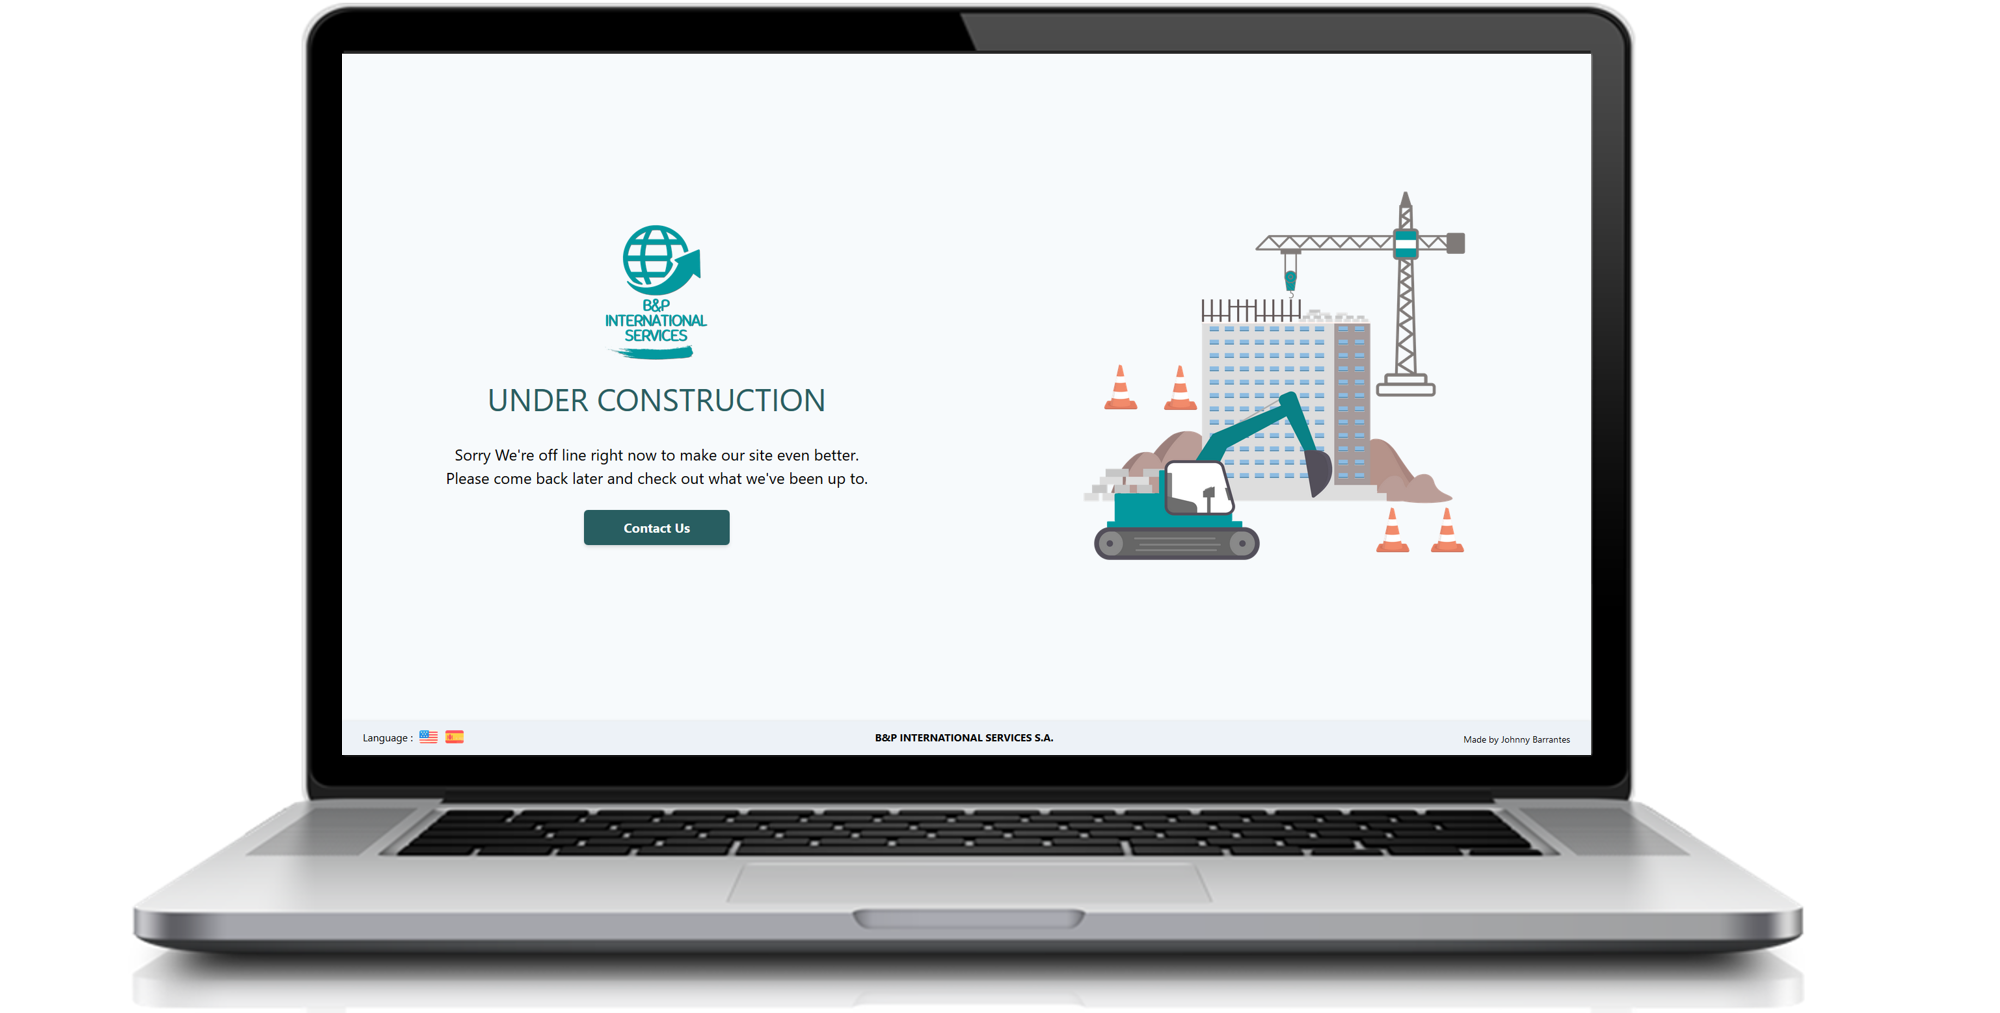 B&P
INTERNATIONAL
SERVICES
UNDER CONSTRUCTION
Sorry We're off line right now to make our site even better.
Please come back later and check out what we've been up to.
Contact Us
Language :
B&P INTERNATIONAL SERVICES S.A.
Made by Johnny Barrantes